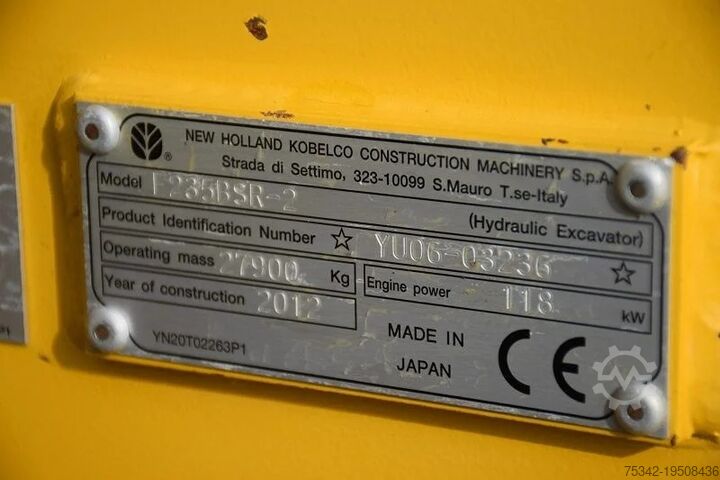 NEW HOLLAND KOBELCO CONSTRUCTION MACHINERY S.p.A.
Strada di Settimo, 323-10099 S.Mauro T.se-Italy
Model E235BSR-2 (Hydraulic Excavator)
Product Identification Number ☆ YU06-03236 ☆
Operating mass 27900 Kg
Engine power 118 kW
Year of construction 2012
YN20T02263P1
MADE IN
JAPAN
CE
®
75342-19508436